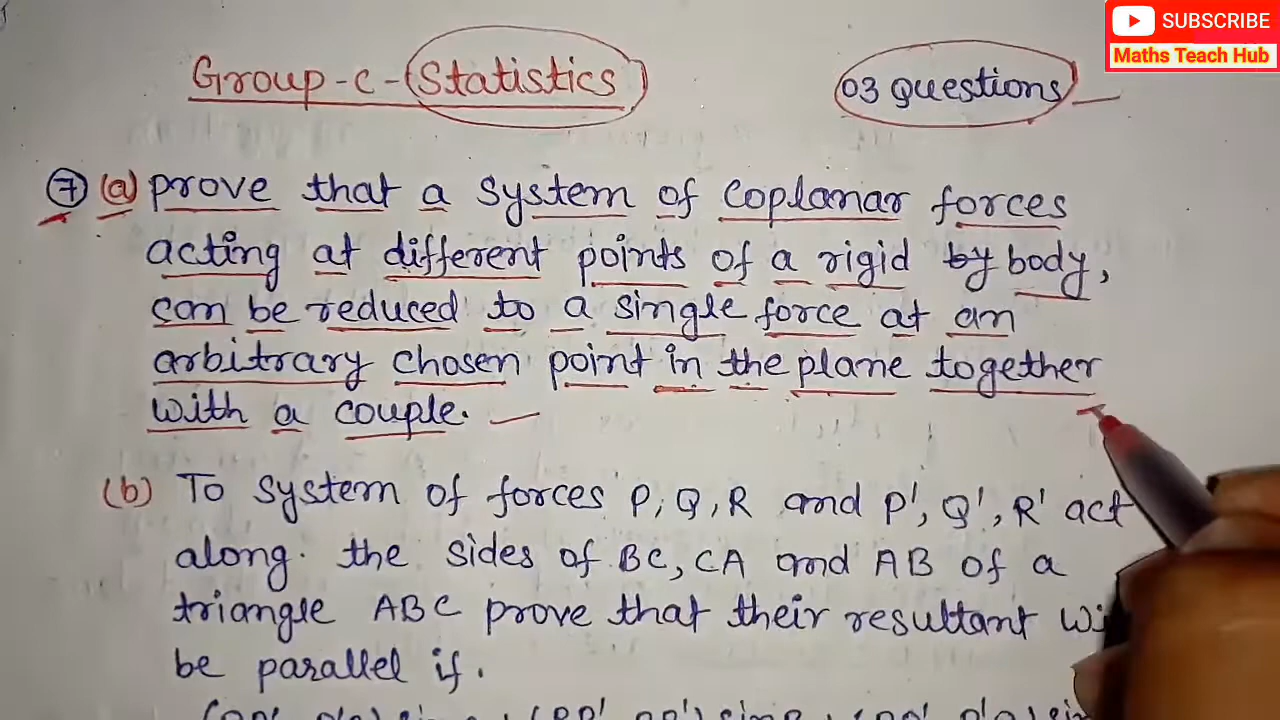 SUBSCRIBE
Maths Teach Hub
Group-C-Statistics
03 Questions
7 (a) prove that a system of coplanar forces
acting at different points of a rigid by body,
can be reduced to a single force at an
arbitrary chosen point in the plane together
with a couple.
(b) To system of forces P, Q, R and P', Q', R' act
along. the sides of BC, CA and AB of a
triangle ABC prove that their resultant
be parallel if.